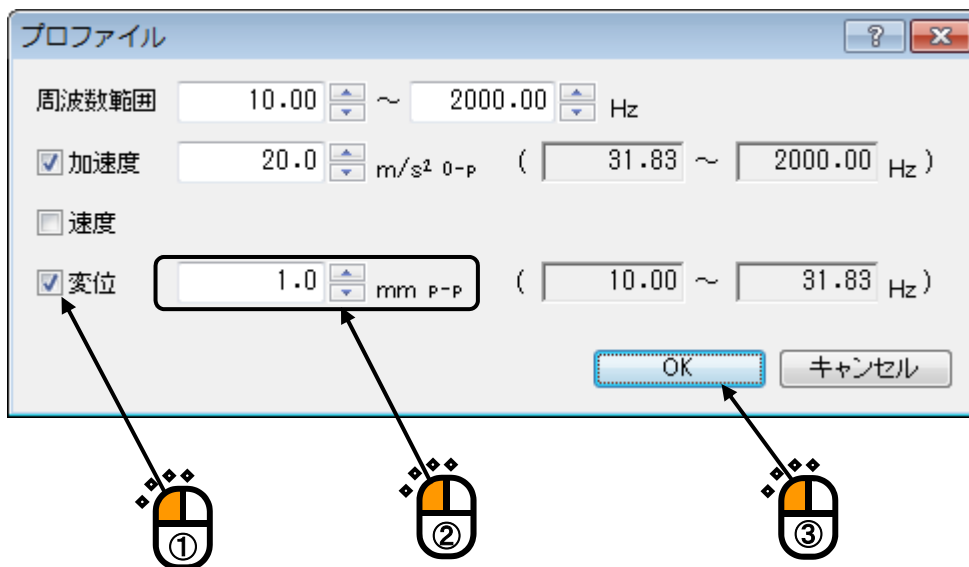 プロファイル ?
周波数範囲 10.00 ～ 2000.00 Hz
加速度 20.0 m/s² 0-p ( 31.83 ～ 2000.00 Hz )
速度
変位 1.0 mm p-p ( 10.00 ～ 31.83 Hz )
OK キャンセル
① ② ③